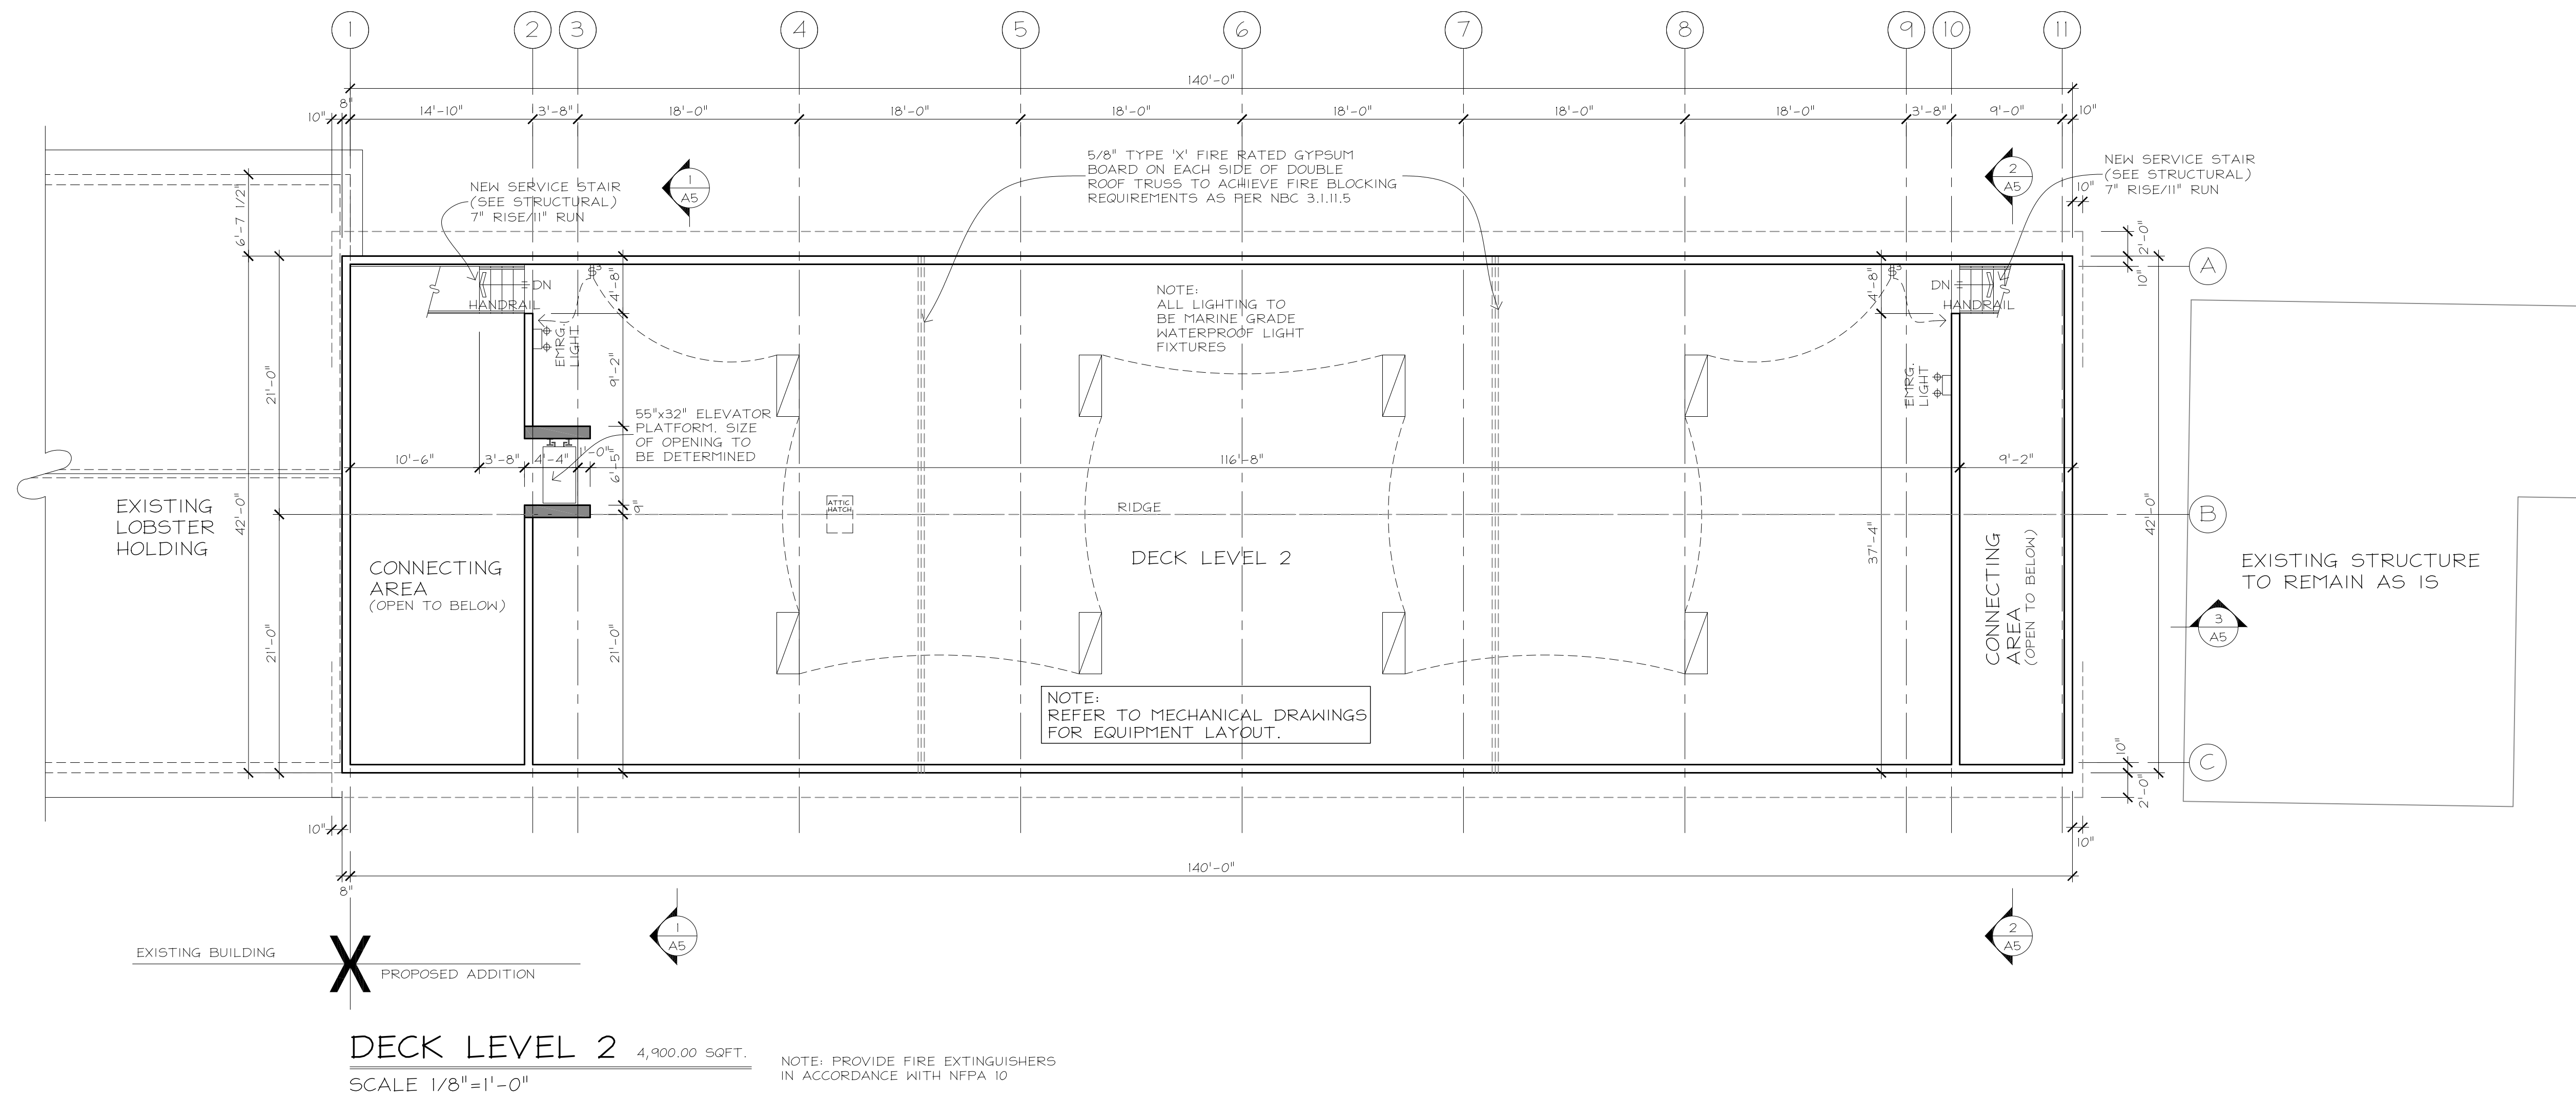 1 2 3 4 5 6 7 8 9 10 11
140'-0"
10" 8" 14'-10" 3'-8" 18'-0" 18'-0" 18'-0" 18'-0" 18'-0" 18'-0" 3'-8" 9'-0" 10"
NEW SERVICE STAIR
(SEE STRUCTURAL)
7" RISE/11" RUN
1
A5
5/8" TYPE 'X' FIRE RATED GYPSUM
BOARD ON EACH SIDE OF DOUBLE
ROOF TRUSS TO ACHIEVE FIRE BLOCKING
REQUIREMENTS AS PER NBC 3.1.11.5
2
A5
NEW SERVICE STAIR
(SEE STRUCTURAL)
7" RISE/11" RUN
10"
6'-7 1/2"
2'-0"
10"
A
DN
HANDRAIL
EMRG.
LIGHT
$3
4'-8"
9'-2"
NOTE:
ALL LIGHTING TO
BE MARINE GRADE
WATERPROOF LIGHT
FIXTURES
4'-8"
$3
DN
HANDRAIL
EMRG.
LIGHT
21'-0"
42'-0"
55"x32" ELEVATOR
PLATFORM. SIZE
OF OPENING TO
BE DETERMINED
10'-6" 3'-8" 4'-4" 1'-0" 116'-8" 9'-2"
6'-5"
9"
ATTIC
HATCH
RIDGE
B
42'-0"
EXISTING
LOBSTER
HOLDING
CONNECTING
AREA
(OPEN TO BELOW)
DECK LEVEL 2
37'-4"
CONNECTING
AREA
(OPEN TO BELOW)
EXISTING STRUCTURE
TO REMAIN AS IS
3
A5
21'-0"
21'-0"
NOTE:
REFER TO MECHANICAL DRAWINGS
FOR EQUIPMENT LAYOUT.
10"
C
2'-0"
10"
10"
140'-0"
8"
1
A5
2
A5
EXISTING BUILDING
X
PROPOSED ADDITION
DECK LEVEL 2 4,900.00 SQFT.
SCALE 1/8"=1'-0"
NOTE: PROVIDE FIRE EXTINGUISHERS
IN ACCORDANCE WITH NFPA 10